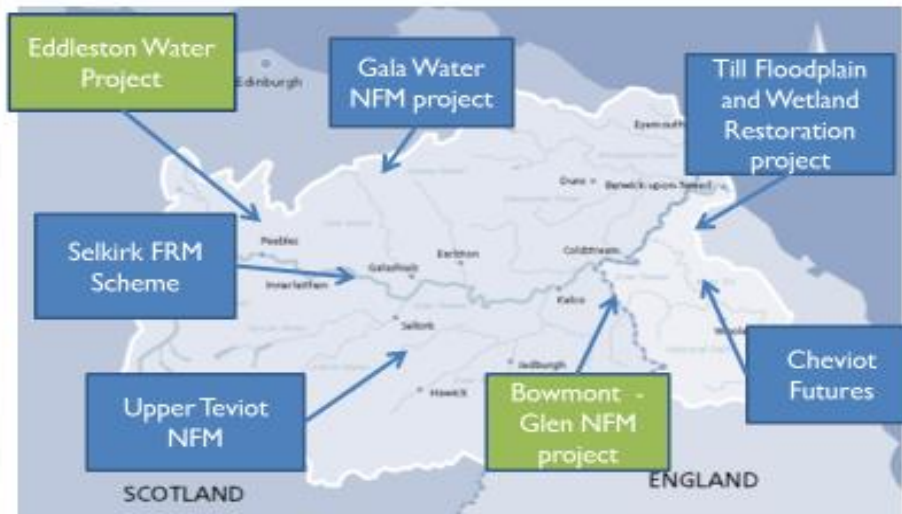 Eddleston Water
Project
Edinburgh
Gala Water
NFM project
Till Floodplain
and Wetland
Restoration
project
Eyemouth
Duns
Berwick upon Tweed
Selkirk FRM
Scheme
Peebles
Innerleithen
Galashiels
Earlston
Coldstream
Kelso
Selkirk
Jedburgh
Hawick
Upper Teviot
NFM
Bowmont -
Glen NFM
project
Cheviot
Futures
SCOTLAND
ENGLAND